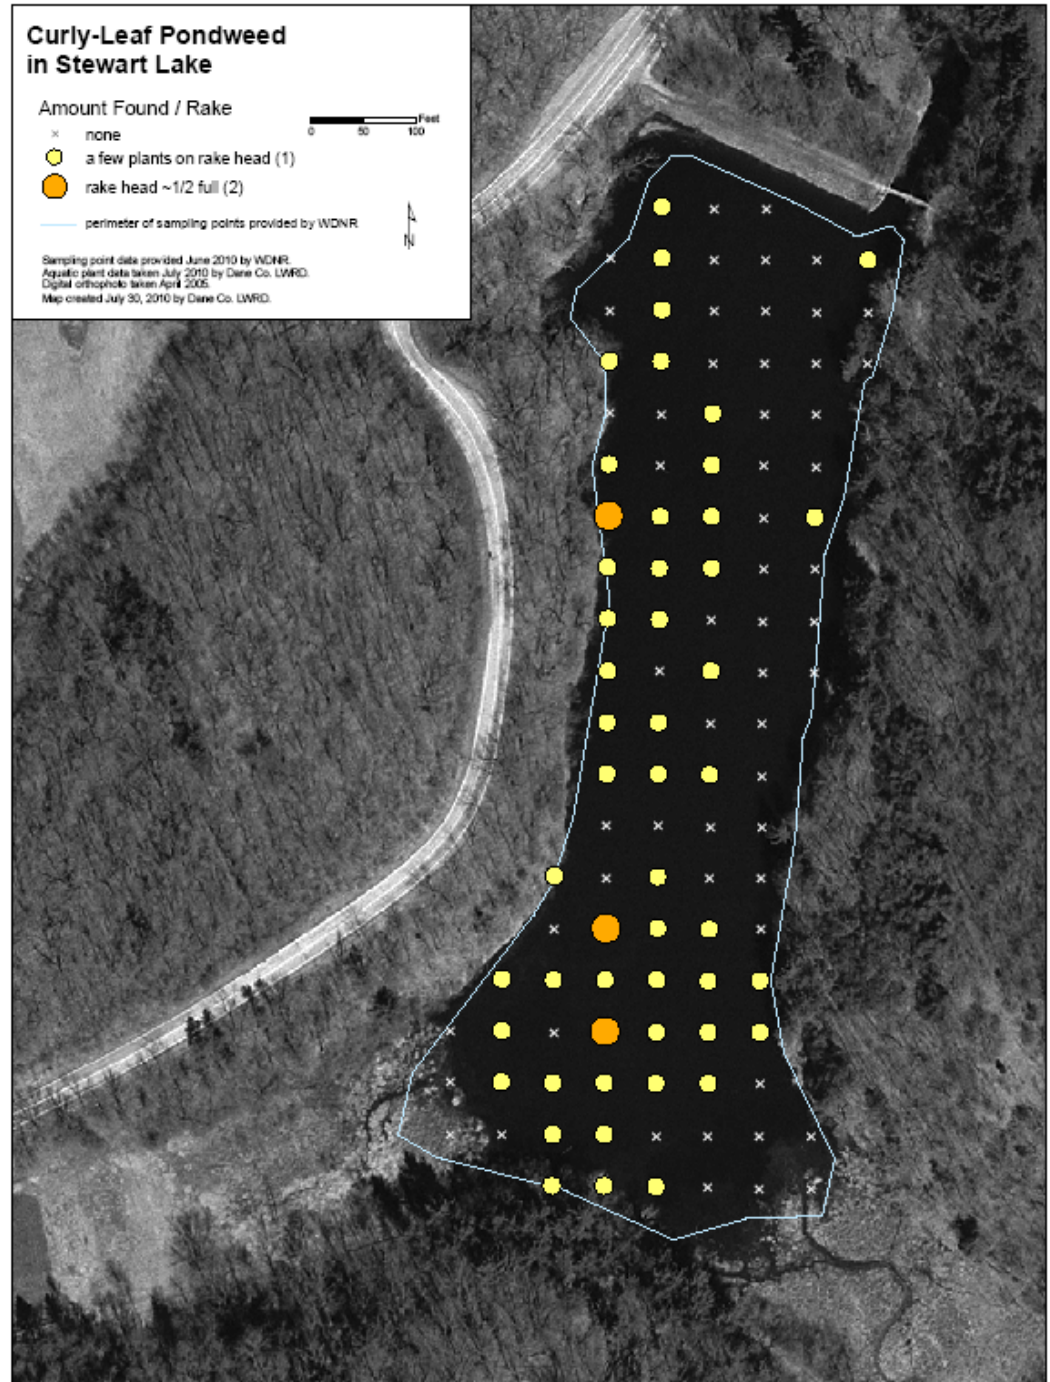 Curly-Leaf Pondweed
in Stewart Lake
Amount Found / Rake
none
a few plants on rake head (1)
rake head ~1/2 full (2)
Feet
0 50 100
perimeter of sampling points provided by WDNR
N
Sampling point data provided June 2010 by WDNR.
Aquatic plant data taken July 2010 by Dane Co. LWRD.
Digital orthophoto taken April 2005.
Map created July 30, 2010 by Dane Co. LWRD.